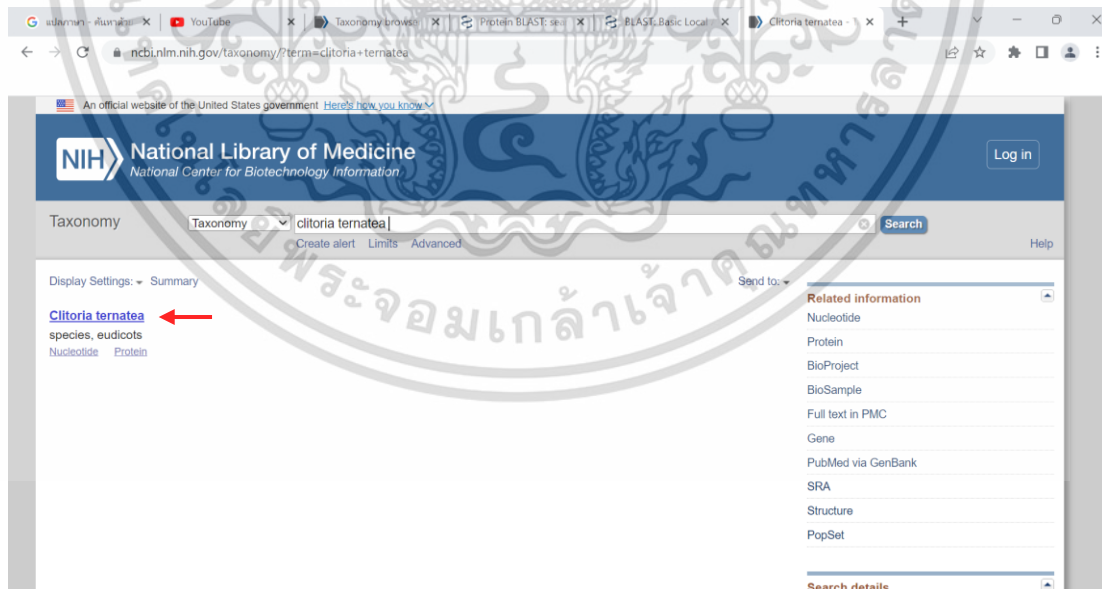 แปลภาษา - ค้นหาด้วย
YouTube
Taxonomy browse
Protein BLAST: sea
BLAST: Basic Local
Clitoria ternatea -
ncbi.nlm.nih.gov/taxonomy/?term=clitoria+ternatea
An official website of the United States government Here's how you know
NIH
National Library of Medicine
National Center for Biotechnology Information
Log in
Taxonomy
Taxonomy
clitoria ternatea
Search
Create alert Limits Advanced
Help
Display Settings: Summary
Send to:
Clitoria ternatea
species, eudicots
Nucleotide Protein
Related information
Nucleotide
Protein
BioProject
BioSample
Full text in PMC
Gene
PubMed via GenBank
SRA
Structure
PopSet
Search details
พระจอมเกล้าเจ้าคุณทหารลาด